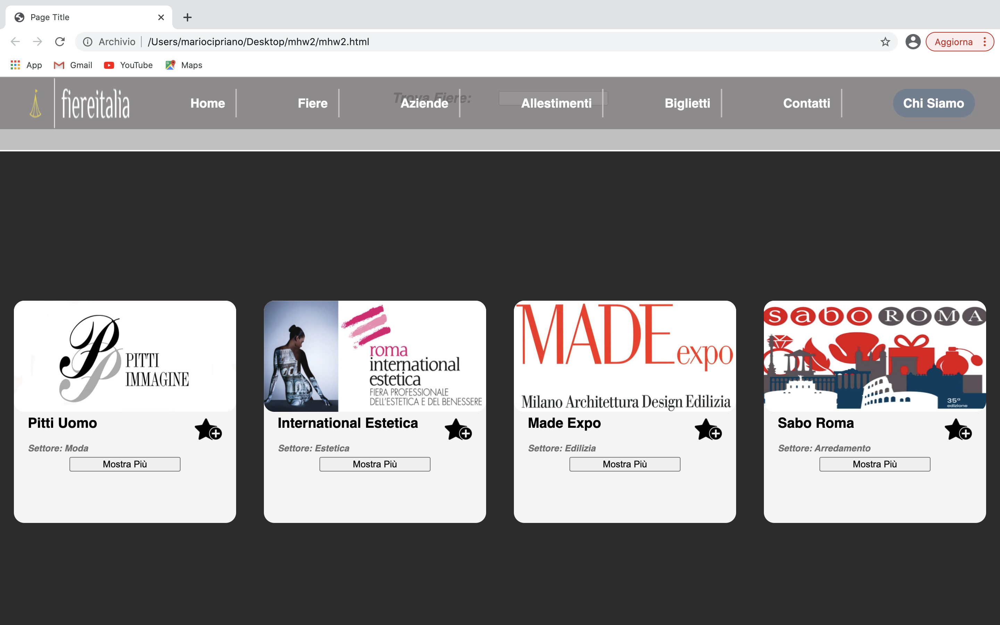 Page Title
Archivio /Users/mariocipriano/Desktop/mhw2/mhw2.html
Aggiorna
App Gmail YouTube Maps
fiereitalia
Home Fiere Aziende Allestimenti Biglietti Contatti Chi Siamo
Trova Fiere:
PITTI
IMMAGINE
Pitti Uomo
Settore: Moda
Mostra Più
roma
international
estetica
FIERA PROFESSIONALE
DELL'ESTETICA E DEL BENESSERE
International Estetica
Settore: Estetica
Mostra Più
MADE expo
Milano Architettura Design Edilizia
Made Expo
Settore: Edilizia
Mostra Più
sabo ROMA
35ª
edizione
Sabo Roma
Settore: Arredamento
Mostra Più